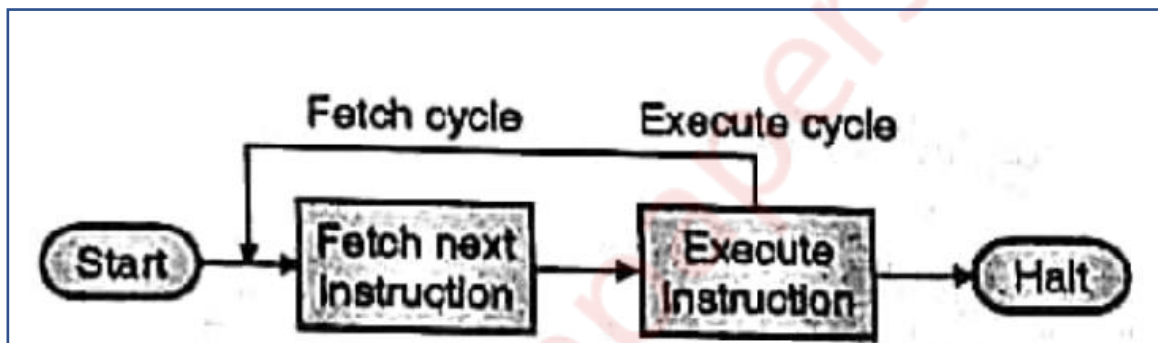 Fetch cycle
Execute cycle
Start
Fetch next
instruction
Execute
instruction
Halt